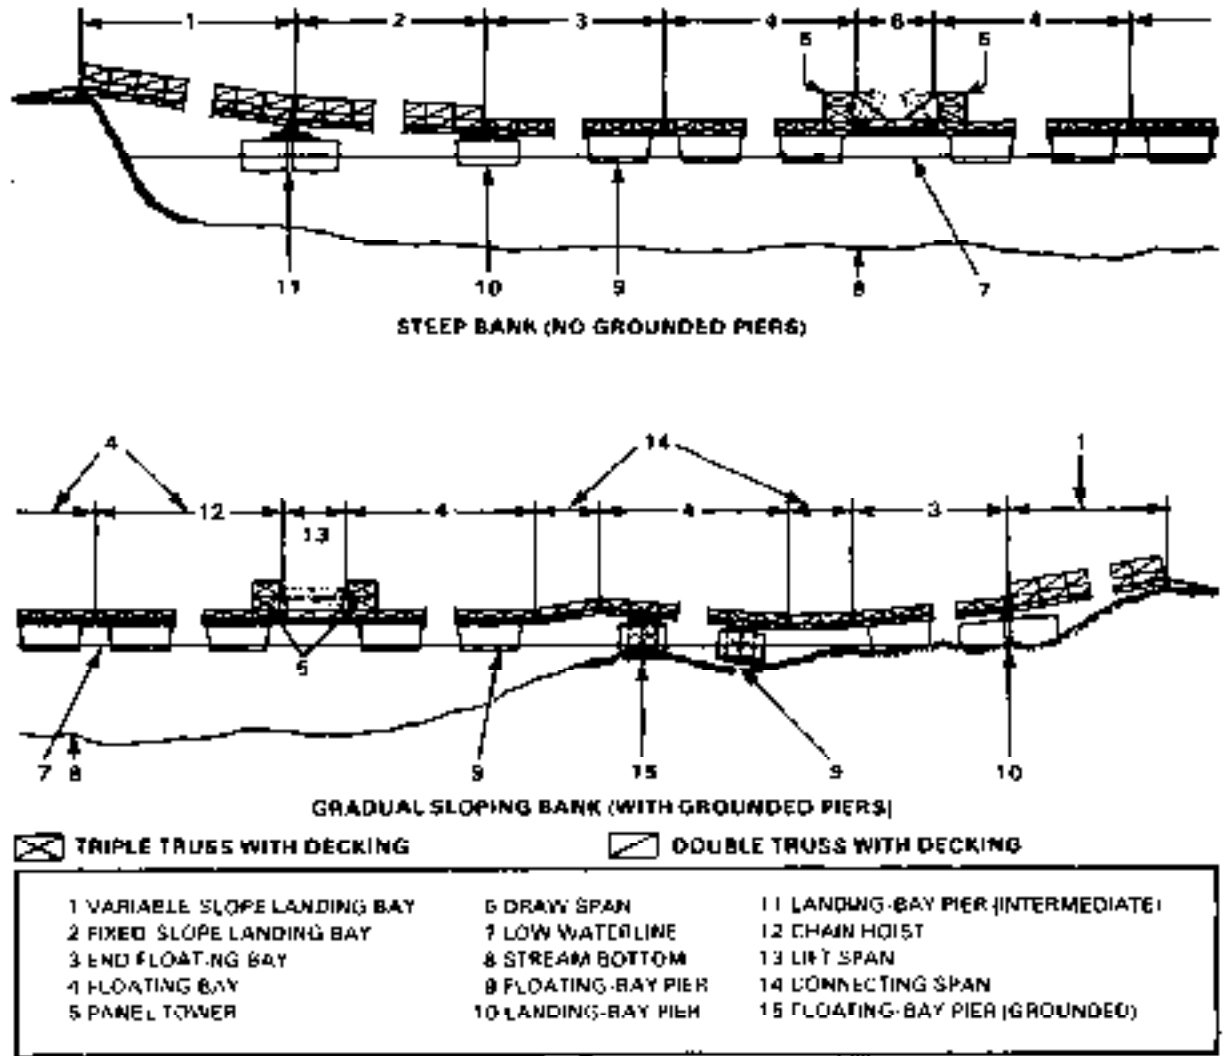 1 2 3 4 6 4
5 5
11 10 9 8 7
STEEP BANK (NO GROUNDED PIERS)
4 14 1
12 4 4 3
13
5
7 8 9 15 9 10
GRADUAL SLOPING BANK (WITH GROUNDED PIERS)
TRIPLE TRUSS WITH DECKING DOUBLE TRUSS WITH DECKING
1 VARIABLE SLOPE LANDING BAY 6 DRAW SPAN 11 LANDING-BAY PIER (INTERMEDIATE)
2 FIXED SLOPE LANDING BAY 7 LOW WATERLINE 12 CHAIN HOIST
3 END FLOATING BAY 8 STREAM BOTTOM 13 LIFT SPAN
4 FLOATING BAY 9 FLOATING-BAY PIER 14 CONNECTING SPAN
5 PANEL TOWER 10 LANDING-BAY PIER 15 FLOATING-BAY PIER (GROUNDED)